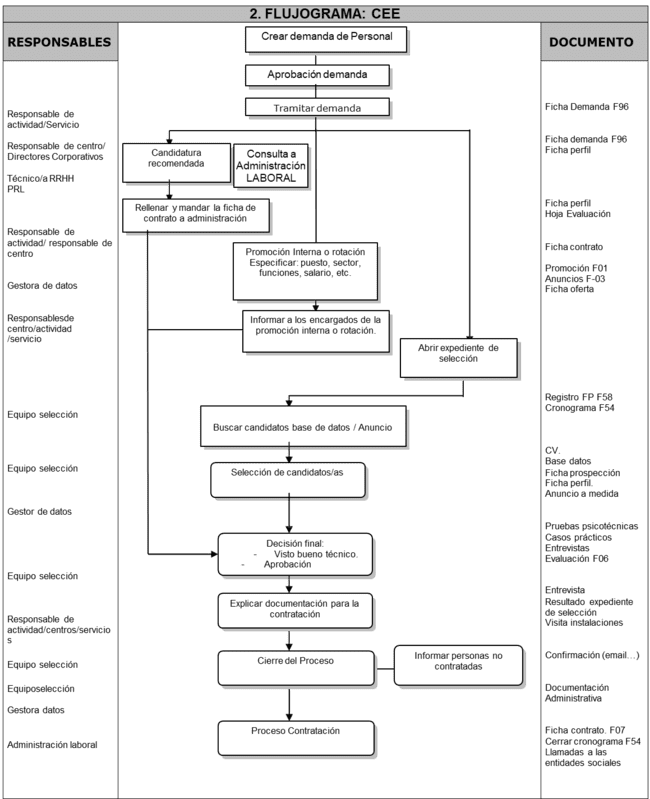 2. FLUJOGRAMA: CEE
RESPONSABLES
Responsable de
actividad/Servicio
Responsable de centro/
Directores Corporativos
Técnico/a RRHH
PRL
Responsable de
actividad/ responsable de
centro
Gestora de datos
Responsablesde
centro/actividad
/servicio
Equipo selección
Equipo selección
Gestor de datos
Equipo selección
Responsable de
actividad/centros/servicio
s
Equipo selección
Equiposelección
Gestora datos
Administración laboral
Crear demanda de Personal
Aprobación demanda
Tramitar demanda
Candidatura
recomendada
Consulta a
Administración
LABORAL
Rellenar y mandar la ficha de
contrato a administración
Promoción Interna o rotación
Especificar: puesto, sector,
funciones, salario, etc.
Informar a los encargados de la
promoción interna o rotación.
Abrir expediente de
selección
Buscar candidatos base de datos / Anuncio
Selección de candidatos/as
Decisión final:
- Visto bueno técnico.
- Aprobación
Explicar documentación para la
contratación
Cierre del Proceso
Informar personas no
contratadas
Proceso Contratación
DOCUMENTO
Ficha Demanda F96
Ficha demanda F96
Ficha perfil
Ficha perfil
Hoja Evaluación
Ficha contrato
Promoción F01
Anuncios F-03
Ficha oferta
Registro FP F58
Cronograma F54
CV.
Base datos
Ficha prospección
Ficha perfil.
Anuncio a medida
Pruebas psicotécnicas
Casos prácticos
Entrevistas
Evaluación F06
Entrevista
Resultado expediente
de selección
Visita instalaciones
Confirmación (email...)
Documentación
Administrativa
Ficha contrato. F07
Cerrar cronograma F54
Llamadas a las
entidades sociales